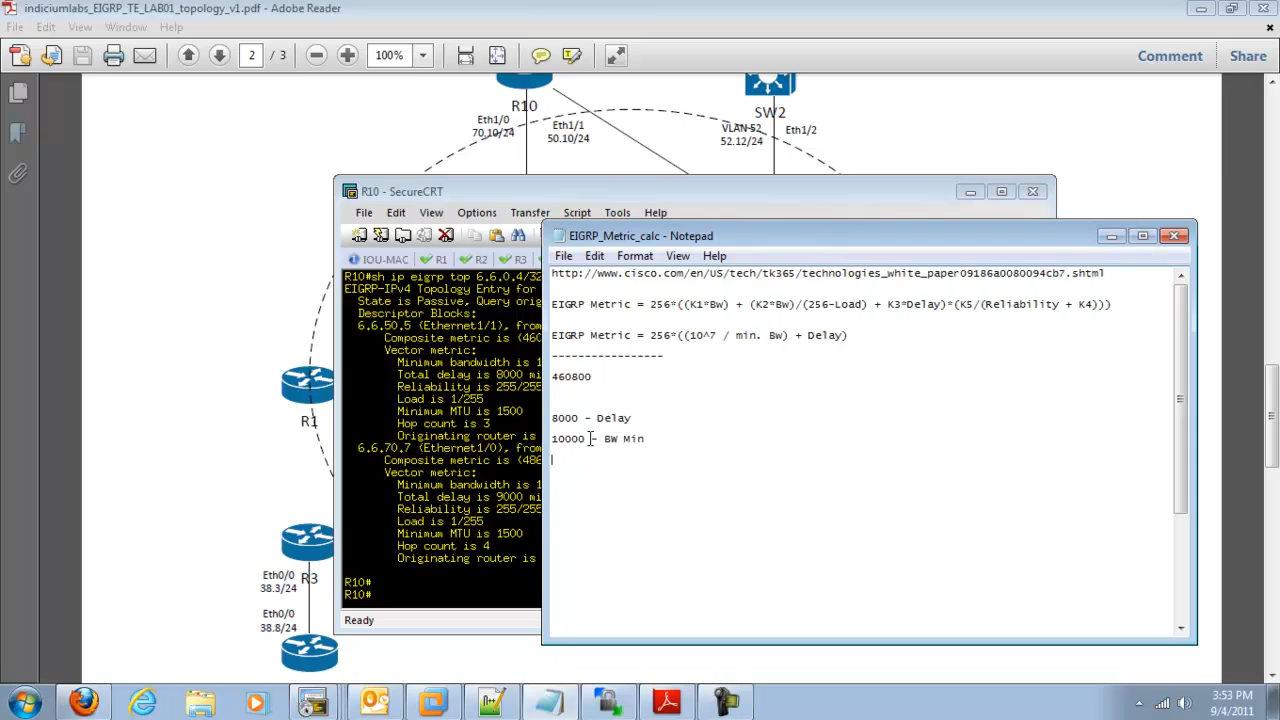 indiciumlabs_EIGRP_TE_LAB01_topology_v1.pdf - Adobe Reader
File Edit View Window Help
2 / 3 100% Comment Share
R10
SW2
Eth1/0
70.10/24
Eth1/1
50.10/24
VLAN 52
52.12/24
Eth1/2
R1
R3
Eth0/0
38.3/24
Eth0/0
38.8/24
R10 - SecureCRT
File Edit View Options Transfer Script Tools Help
IOU-MAC R1 R2 R3
R10#sh ip eigrp top 6.6.0.4/32
EIGRP-IPv4 Topology Entry for
State is Passive, Query orig
Descriptor Blocks:
6.6.50.5 (Ethernet1/1), from
Composite metric is (460
Vector metric:
Minimum bandwidth is 1
Total delay is 8000 mi
Reliability is 255/255
Load is 1/255
Minimum MTU is 1500
Hop count is 3
Originating router is
6.6.70.7 (Ethernet1/0), from
Composite metric is (486
Vector metric:
Minimum bandwidth is 1
Total delay is 9000 mi
Reliability is 255/255
Load is 1/255
Minimum MTU is 1500
Hop count is 4
Originating router is
R10#
R10#
Ready
EIGRP_Metric_calc - Notepad
File Edit Format View Help
http://www.cisco.com/en/US/tech/tk365/technologies_white_paper09186a0080094cb7.shtml
EIGRP Metric = 256*((K1*Bw) + (K2*Bw)/(256-Load) + K3*Delay)*(K5/(Reliability + K4)))
EIGRP Metric = 256*((10^7 / min. Bw) + Delay)
-----------------
460800
8000 - Delay
10000 - BW Min
3:53 PM
9/4/2011